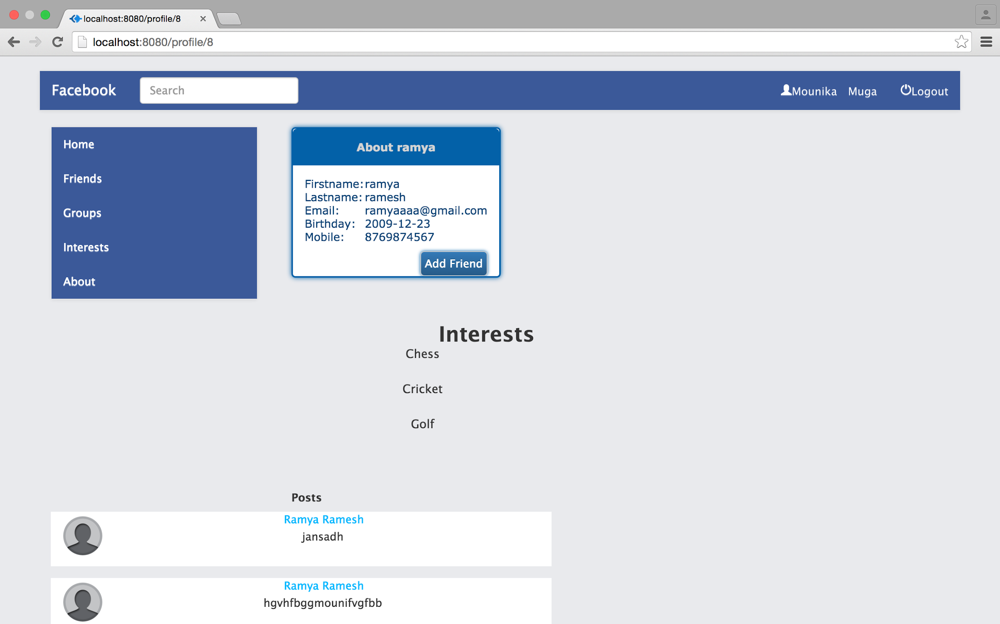 localhost:8080/profile/8
localhost:8080/profile/8
Facebook Search Mounika Muga Logout
Home
Friends
Groups
Interests
About
About ramya
Firstname: ramya
Lastname: ramesh
Email: ramyaaaa@gmail.com
Birthday: 2009-12-23
Mobile: 8769874567
Add Friend
Interests
Chess
Cricket
Golf
Posts
Ramya Ramesh
jansadh
Ramya Ramesh
hgvhfbggmounifvgfbb